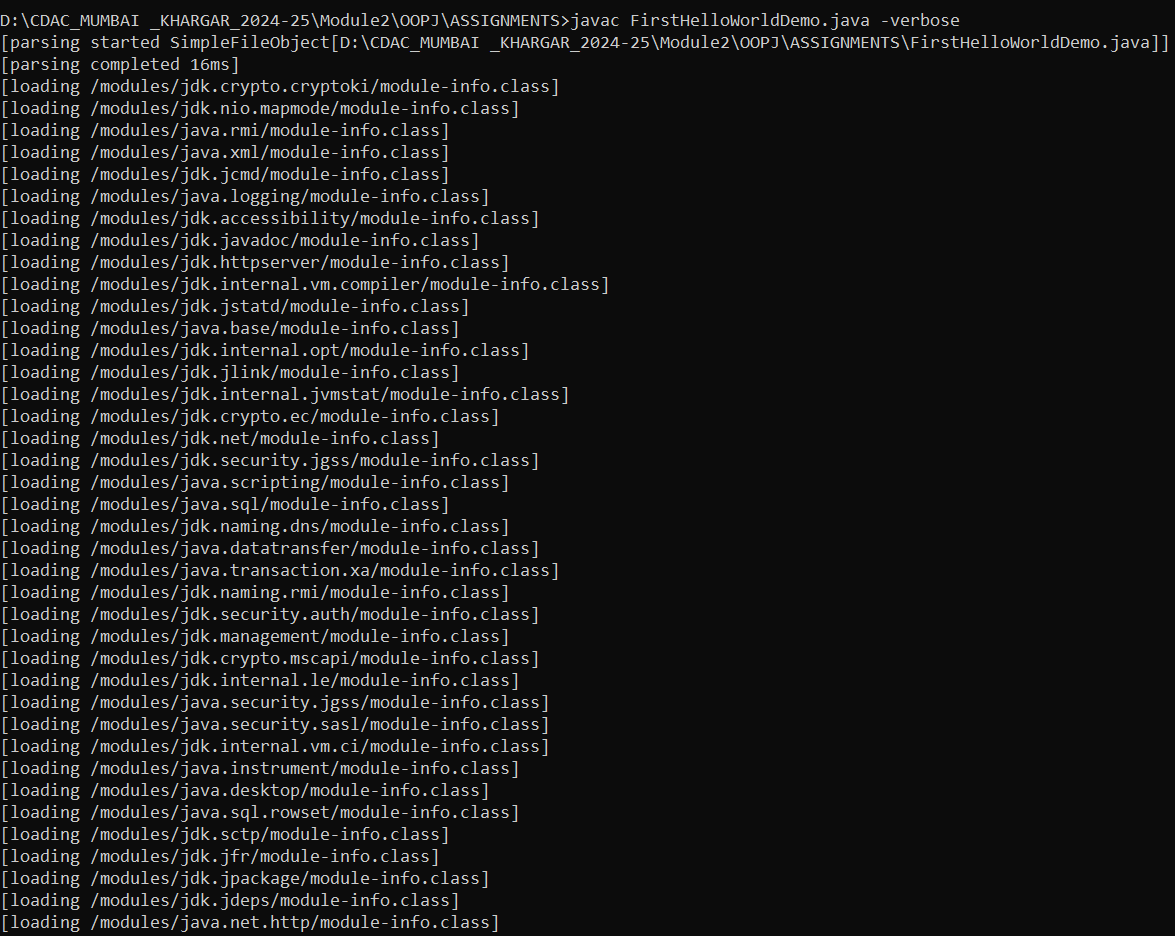 D:\CDAC_MUMBAI _KHARGAR_2024-25\Module2\OOPJ\ASSIGNMENTS>javac FirstHelloWorldDemo.java -verbose
[parsing started SimpleFileObject[D:\CDAC_MUMBAI _KHARGAR_2024-25\Module2\OOPJ\ASSIGNMENTS\FirstHelloWorldDemo.java]]
[parsing completed 16ms]
[loading /modules/jdk.crypto.cryptoki/module-info.class]
[loading /modules/jdk.nio.mapmode/module-info.class]
[loading /modules/java.rmi/module-info.class]
[loading /modules/java.xml/module-info.class]
[loading /modules/jdk.jcmd/module-info.class]
[loading /modules/java.logging/module-info.class]
[loading /modules/jdk.accessibility/module-info.class]
[loading /modules/jdk.javadoc/module-info.class]
[loading /modules/jdk.httpserver/module-info.class]
[loading /modules/jdk.internal.vm.compiler/module-info.class]
[loading /modules/jdk.jstatd/module-info.class]
[loading /modules/java.base/module-info.class]
[loading /modules/jdk.internal.opt/module-info.class]
[loading /modules/jdk.jlink/module-info.class]
[loading /modules/jdk.internal.jvmstat/module-info.class]
[loading /modules/jdk.crypto.ec/module-info.class]
[loading /modules/jdk.net/module-info.class]
[loading /modules/jdk.security.jgss/module-info.class]
[loading /modules/java.scripting/module-info.class]
[loading /modules/java.sql/module-info.class]
[loading /modules/jdk.naming.dns/module-info.class]
[loading /modules/java.datatransfer/module-info.class]
[loading /modules/java.transaction.xa/module-info.class]
[loading /modules/jdk.naming.rmi/module-info.class]
[loading /modules/jdk.security.auth/module-info.class]
[loading /modules/jdk.management/module-info.class]
[loading /modules/jdk.crypto.mscapi/module-info.class]
[loading /modules/jdk.internal.le/module-info.class]
[loading /modules/java.security.jgss/module-info.class]
[loading /modules/java.security.sasl/module-info.class]
[loading /modules/jdk.internal.vm.ci/module-info.class]
[loading /modules/java.instrument/module-info.class]
[loading /modules/java.desktop/module-info.class]
[loading /modules/java.sql.rowset/module-info.class]
[loading /modules/jdk.sctp/module-info.class]
[loading /modules/jdk.jfr/module-info.class]
[loading /modules/jdk.jpackage/module-info.class]
[loading /modules/jdk.jdeps/module-info.class]
[loading /modules/java.net.http/module-info.class]